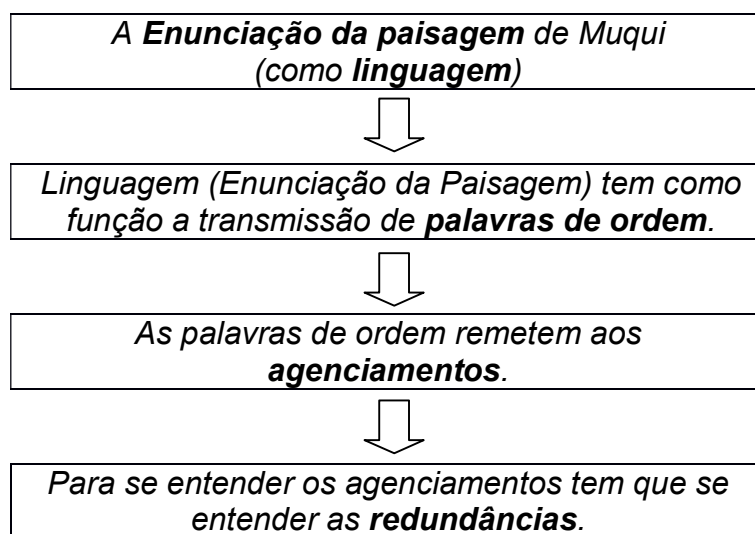 A Enunciação da paisagem de Muqui
(como linguagem)
Linguagem (Enunciação da Paisagem) tem como
função a transmissão de palavras de ordem.
As palavras de ordem remetem aos
agenciamentos.
Para se entender os agenciamentos tem que se
entender as redundâncias.